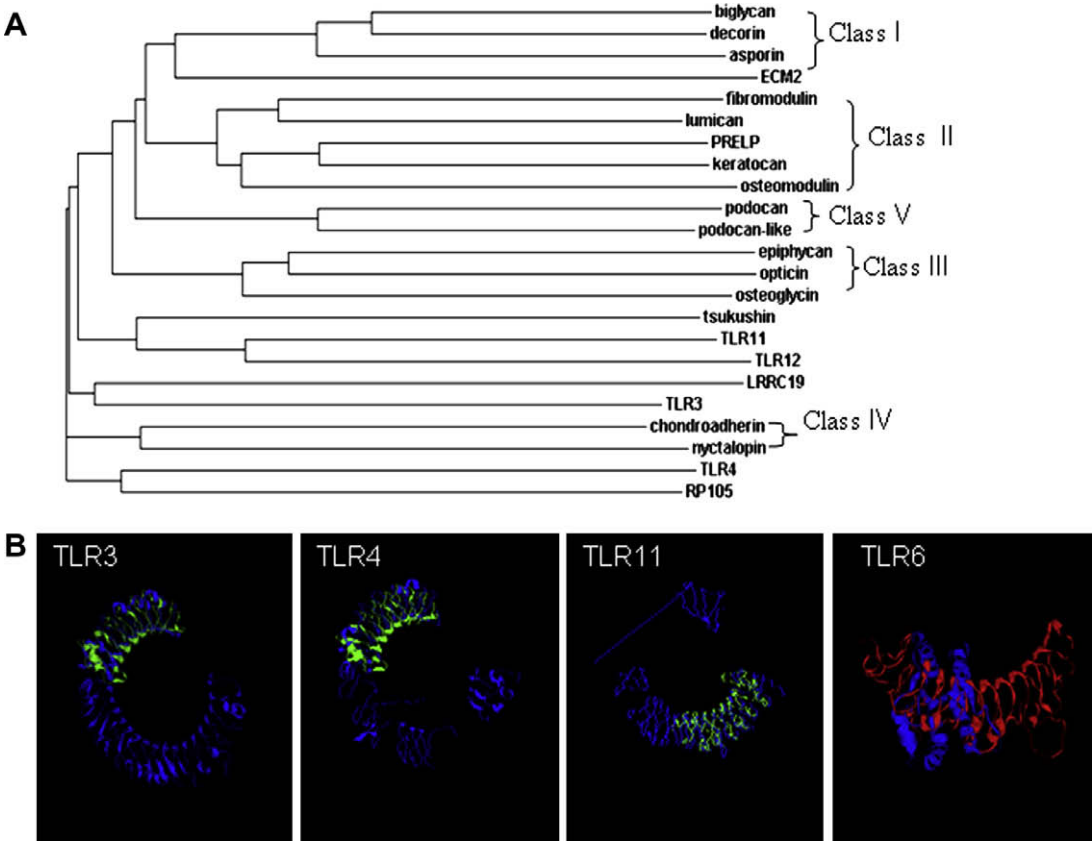 A
biglycan
decorin
asporin
Class I
ECM2
fibromodulin
lumican
PRELP
Class II
keratocan
osteomodulin
podocan
Class V
podocan-like
epiphycan
opticin
Class III
osteoglycin
tsukushin
TLR11
TLR12
LRRC19
TLR3
chondroadherin
Class IV
nyctalopin
TLR4
RP105
B
TLR3
TLR4
TLR11
TLR6